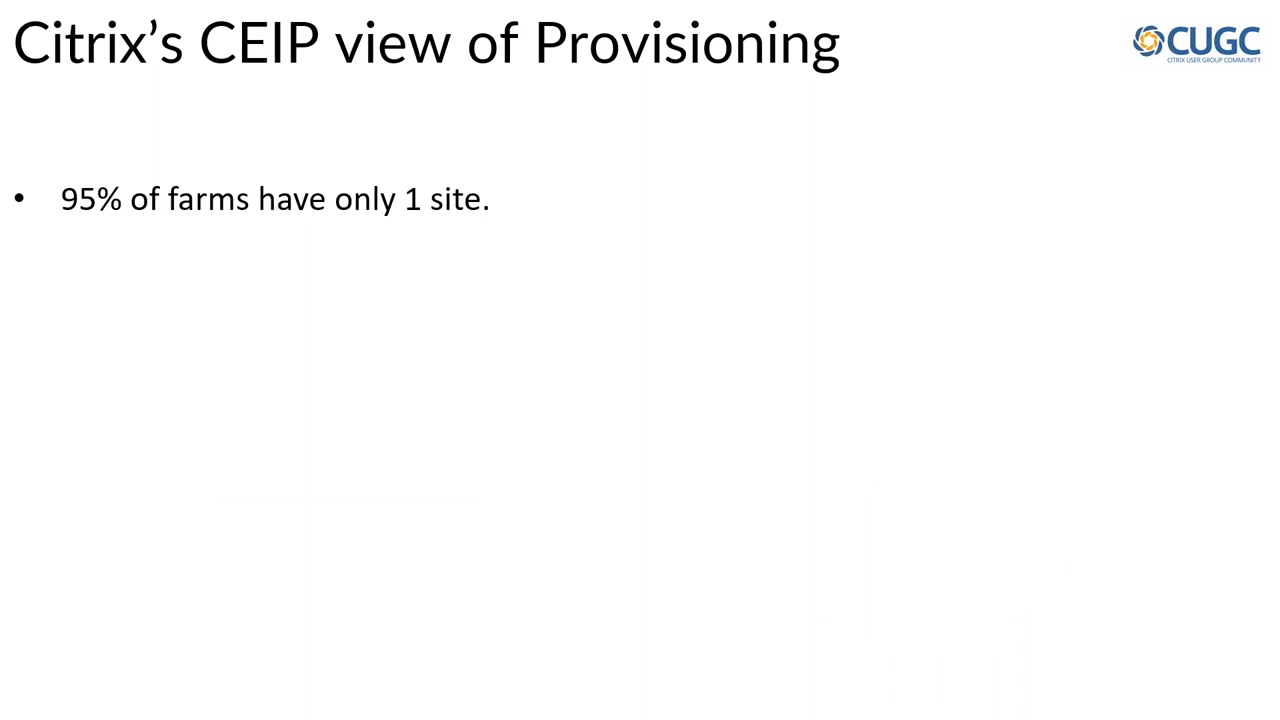 Citrix’s CEIP view of Provisioning
CUGC
CITRIX USER GROUP COMMUNITY
• 95% of farms have only 1 site.